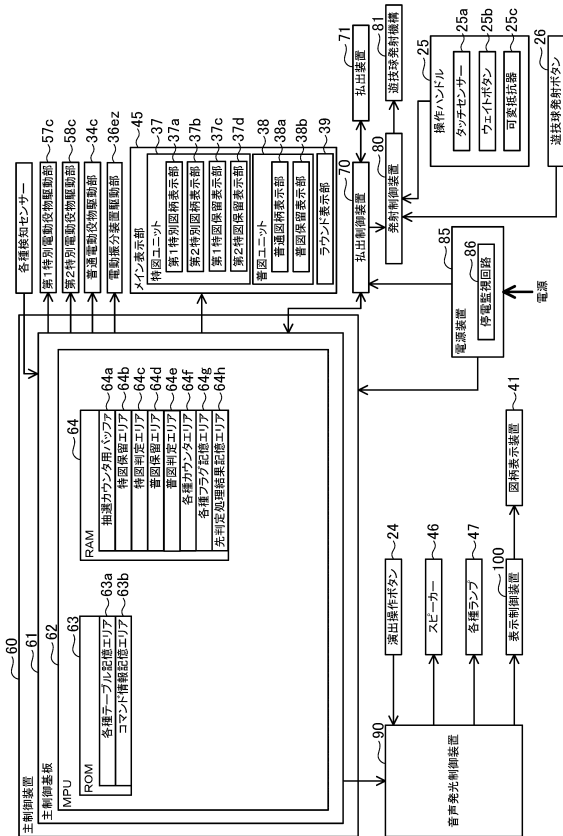 主制御装置
60
主制御基板
61
MPU
62
ROM
63
各種テーブル記憶エリア
63a
コマンド情報記憶エリア
63b
RAM
64
抽選カウンタ用バッファ
64a
特図保留エリア
64b
特図判定エリア
64c
普図保留エリア
64d
普図判定エリア
64e
各種カウンタエリア
64f
各種フラグ記憶エリア
64g
先判定処理結果記憶エリア
64h
各種検知センサー
第1特別電動役物駆動部
57c
第2特別電動役物駆動部
58c
普通電動役物駆動部
34c
電動振分装置駆動部
36ez
メイン表示部
45
特図ユニット
37
第1特別図柄表示部
37a
第2特別図柄表示部
37b
第1特図保留表示部
37c
第2特図保留表示部
37d
普図ユニット
38
普通図柄表示部
38a
普図保留表示部
38b
ラウンド表示部
39
払出制御装置
70
払出装置
71
発射制御装置
80
遊技球発射機構
81
操作ハンドル
25
タッチセンサー
25a
ウェイトボタン
25b
可変抵抗器
25c
遊技球発射ボタン
26
電源装置
85
停電監視回路
86
電源
音声発光制御装置
90
演出操作ボタン
24
スピーカー
46
各種ランプ
47
表示制御装置
100
図柄表示装置
41